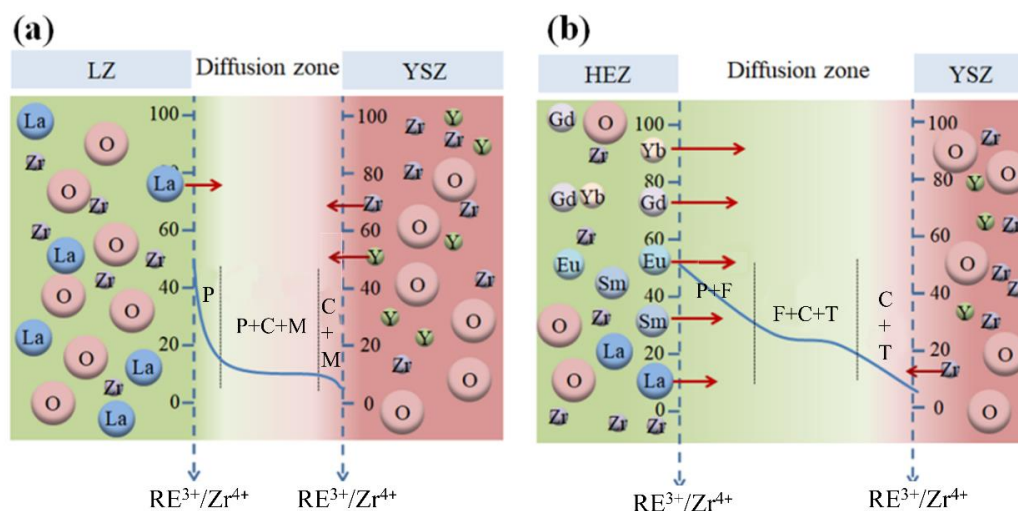 (a)
LZ
Diffusion zone
YSZ
La
O
Zr
La
O
Zr
Zr
La
O
Zr
Zr
O
O
La
O
La
Zr
O
La
100
80
60
40
20
0
P
P+C+M
C
+
M
100
80
60
40
20
0
Zr
Y
Zr
Y
Zr
O
Zr
Zr
O
Y
Y
O
Zr
Y
O
Y
Zr
O
O
RE³⁺/Zr⁴⁺
RE³⁺/Zr⁴⁺
(b)
HEZ
Diffusion zone
YSZ
Gd
O
Zr
Yb
Gd
Yb
Gd
Zr
Eu
Eu
Sm
O
Zr
Sm
La
O
La
Zr
Zr
Zr
100
80
60
40
20
0
P+F
F+C+T
C
+
T
100
80
60
40
20
0
Zr
O
Y
O
Y
Zr
O
Zr
Zr
Y
Zr
O
Zr
O
O
RE³⁺/Zr⁴⁺
RE³⁺/Zr⁴⁺